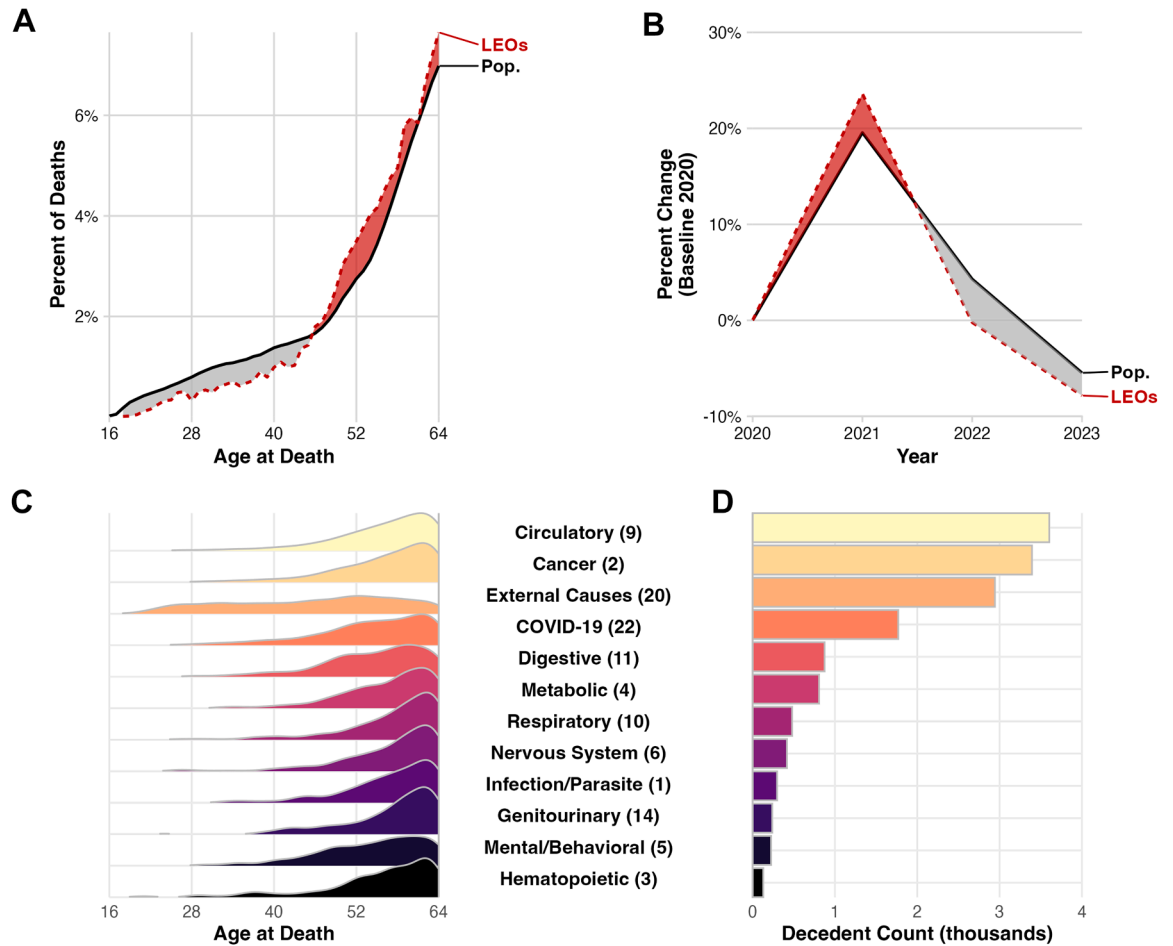 A
LEOs
Pop.
6%
4%
2%
Percent of Deaths
16 28 40 52 64
Age at Death
B
30%
20%
10%
0%
-10%
Percent Change
(Baseline 2020)
Pop.
LEOs
2020 2021 2022 2023
Year
C
Circulatory (9)
Cancer (2)
External Causes (20)
COVID-19 (22)
Digestive (11)
Metabolic (4)
Respiratory (10)
Nervous System (6)
Infection/Parasite (1)
Genitourinary (14)
Mental/Behavioral (5)
Hematopoietic (3)
16 28 40 52 64
Age at Death
D
0 1 2 3 4
Decedent Count (thousands)